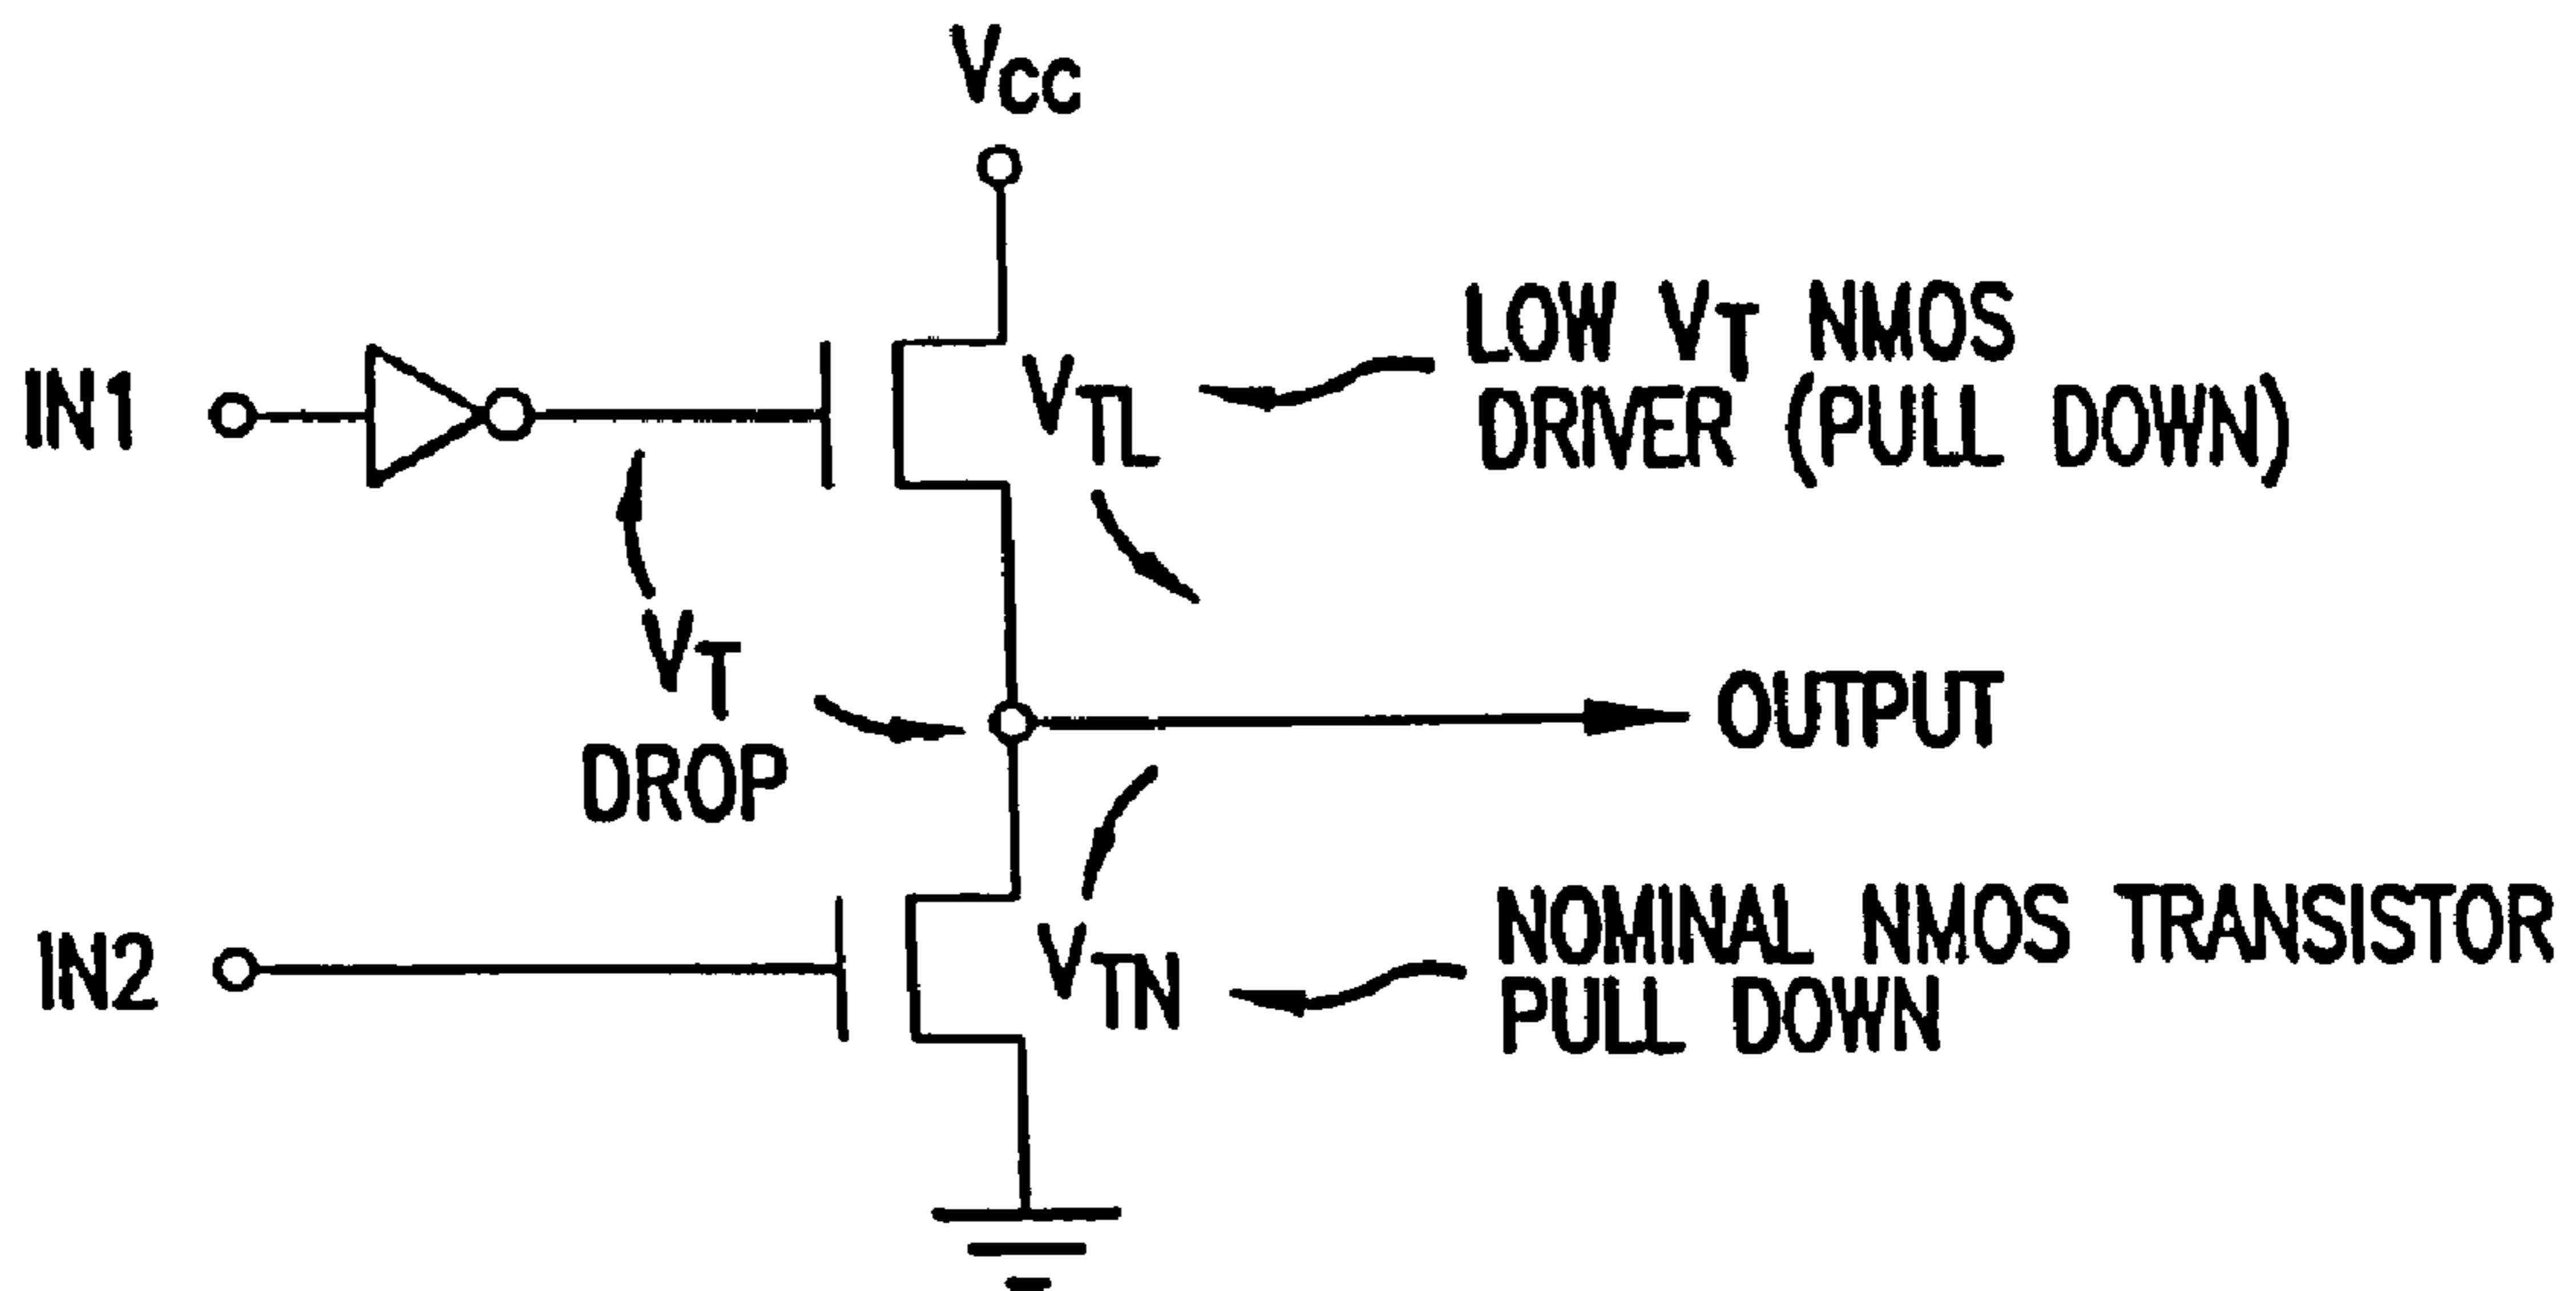 VCC
IN1
VTL
LOW VT NMOS
DRIVER (PULL DOWN)
VT
DROP
OUTPUT
IN2
VTN
NOMINAL NMOS TRANSISTOR
PULL DOWN